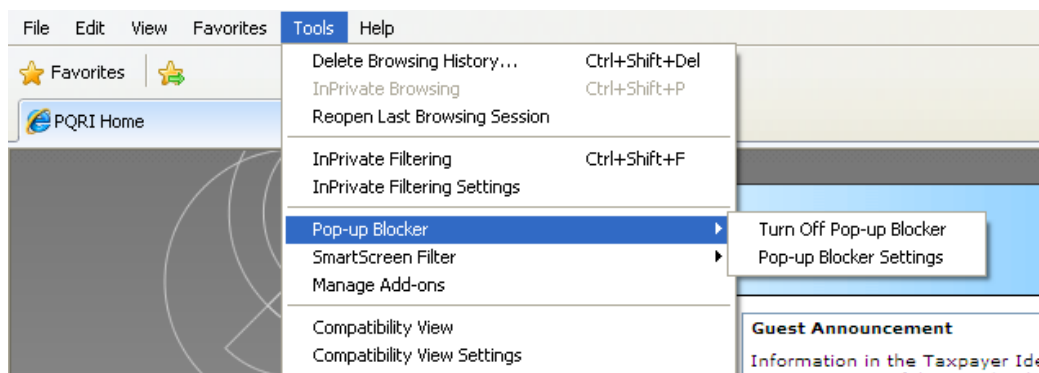 File Edit View Favorites Tools Help
Favorites
PQRI Home
Delete Browsing History... Ctrl+Shift+Del
InPrivate Browsing Ctrl+Shift+P
Reopen Last Browsing Session
InPrivate Filtering Ctrl+Shift+F
InPrivate Filtering Settings
Pop-up Blocker
SmartScreen Filter
Manage Add-ons
Compatibility View
Compatibility View Settings
Turn Off Pop-up Blocker
Pop-up Blocker Settings
Guest Announcement
Information in the Taxpayer Ide